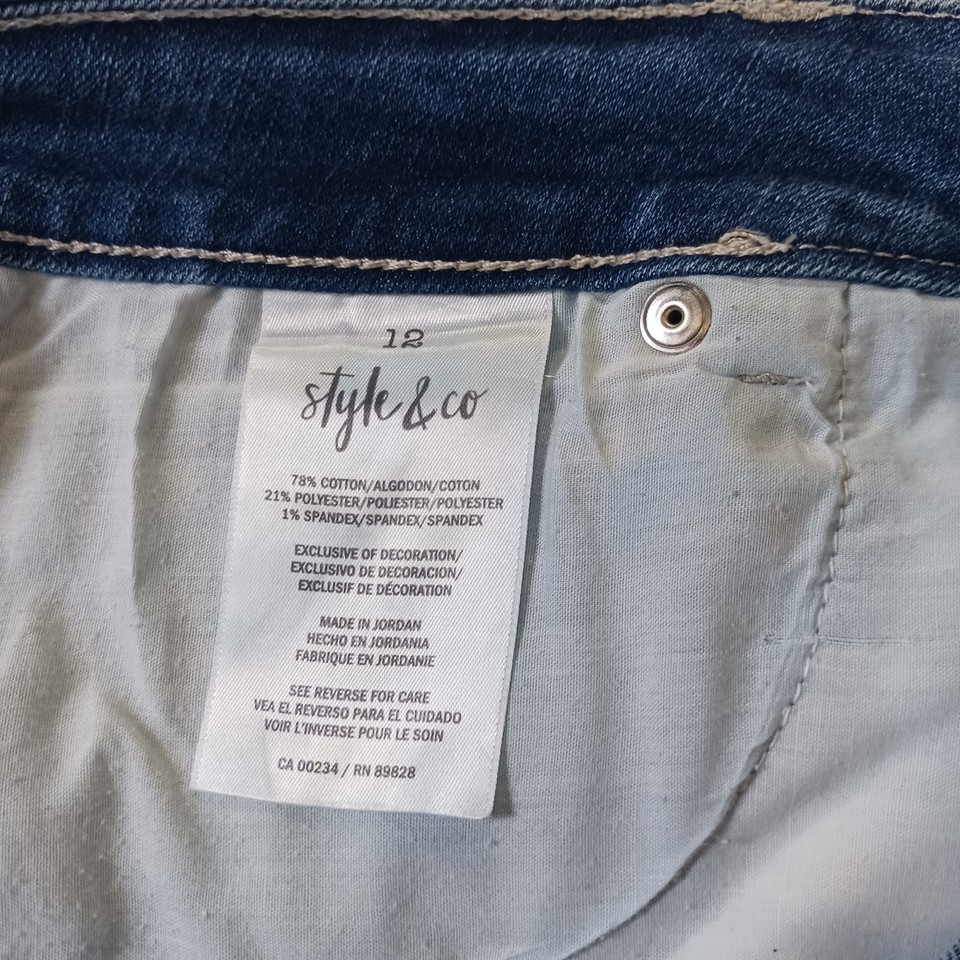 12
style & co
78% COTTON/ALGODON/COTON
21% POLYESTER/POLIESTER/POLYESTER
1% SPANDEX/SPANDEX/SPANDEX
EXCLUSIVE OF DECORATION/
EXCLUSIVO DE DECORACION/
EXCLUSIF DE DÉCORATION
MADE IN JORDAN
HECHO EN JORDANIA
FABRIQUE EN JORDANIE
SEE REVERSE FOR CARE
VEA EL REVERSO PARA EL CUIDADO
VOIR L'INVERSE POUR LE SOIN
CA 00234 / RN 89828